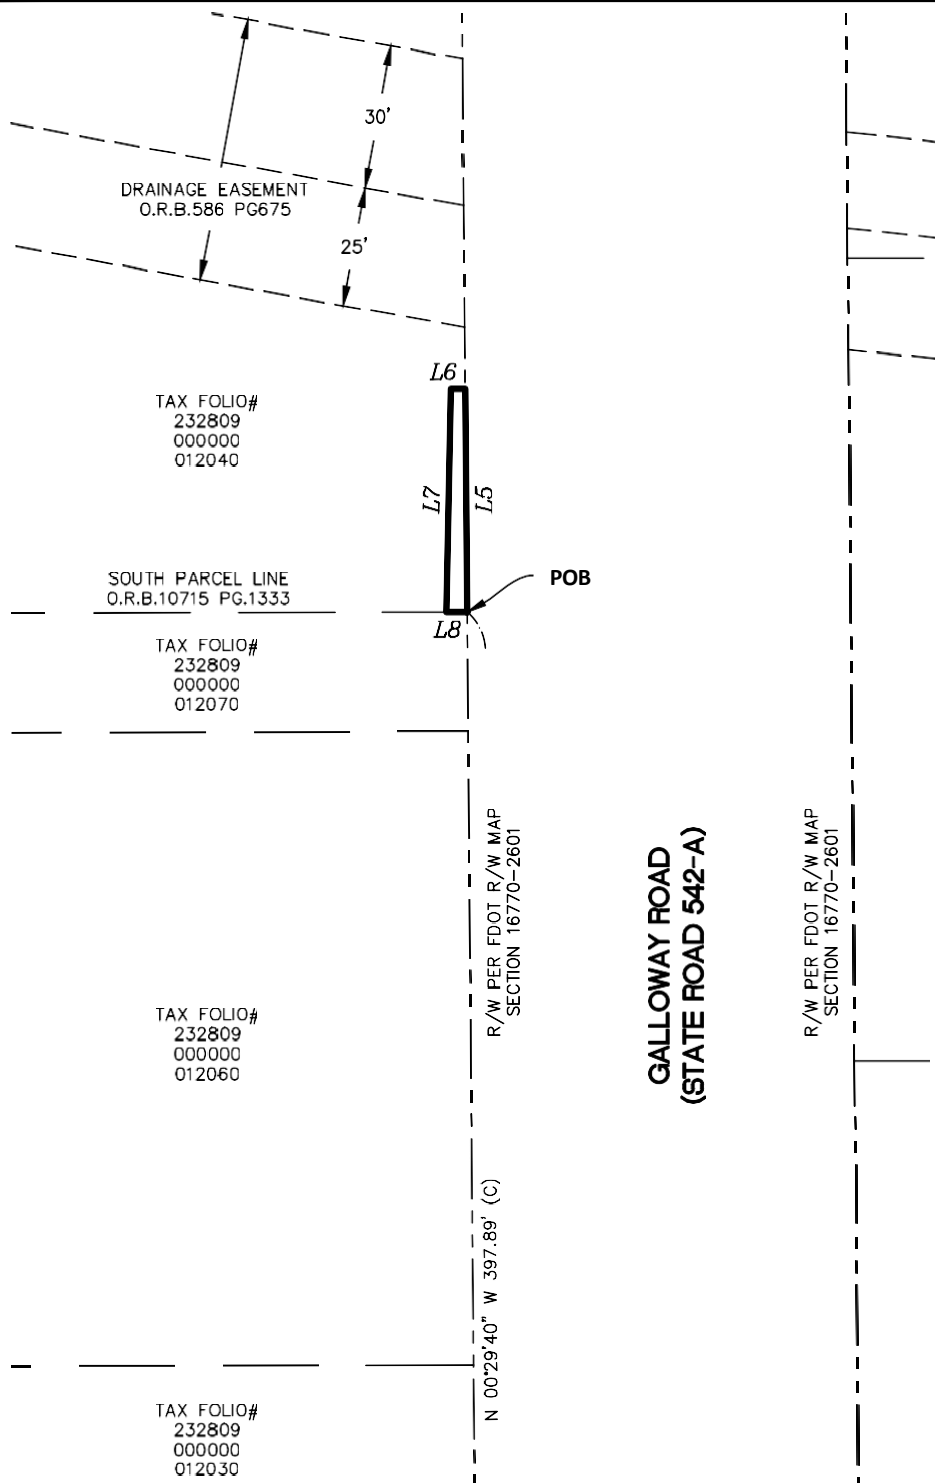 30'
DRAINAGE EASEMENT
O.R.B.586 PG675
25'
L6
TAX FOLIO#
232809
000000
012040
L7
L5
POB
SOUTH PARCEL LINE
O.R.B.10715 PG.1333
L8
TAX FOLIO#
232809
000000
012070
R/W PER FDOT R/W MAP
SECTION 16770-2601
GALLOWAY ROAD
(STATE ROAD 542-A)
R/W PER FDOT R/W MAP
SECTION 16770-2601
TAX FOLIO#
232809
000000
012060
N 00°29'40" W 397.89' (C)
TAX FOLIO#
232809
000000
012030